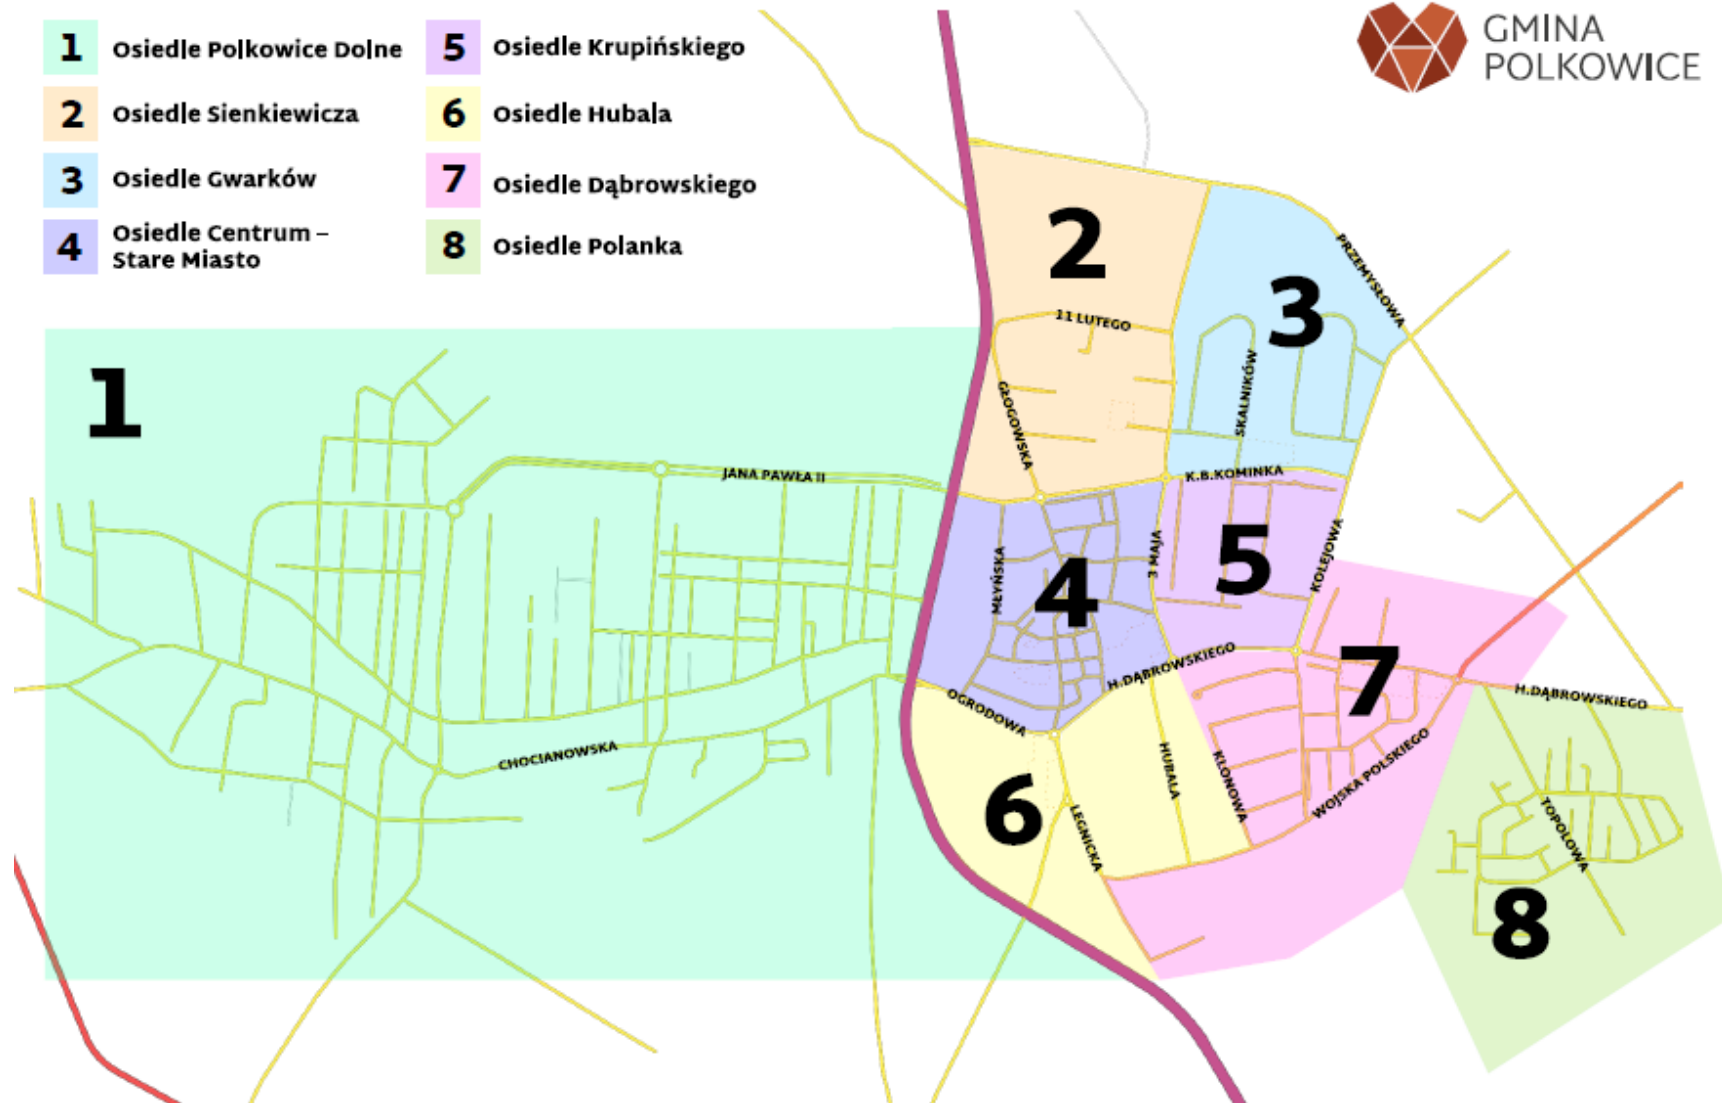 1 Osiedle Polkowice Dolne
2 Osiedle Sienkiewicza
3 Osiedle Gwarków
4 Osiedle Centrum –
Stare Miasto
5 Osiedle Krupińskiego
6 Osiedle Hubala
7 Osiedle Dąbrowskiego
8 Osiedle Polanka
GMINA
POLKOWICE
1
2
3
4
5
6
7
8
PRZEMYSŁOWA
11 LUTEGO
SKALNIKÓW
GŁOGOWSKA
JANA PAWŁA II
K.B.KOMINKA
3 MAJA
KOLEJOWA
MŁYŃSKA
H.DĄBROWSKIEGO
H.DĄBROWSKIEGO
OGRODOWA
CHOCIANOWSKA
HUBALA
KLONOWA
WOJSKA POLSKIEGO
LEGNICKA
TOPOLOWA